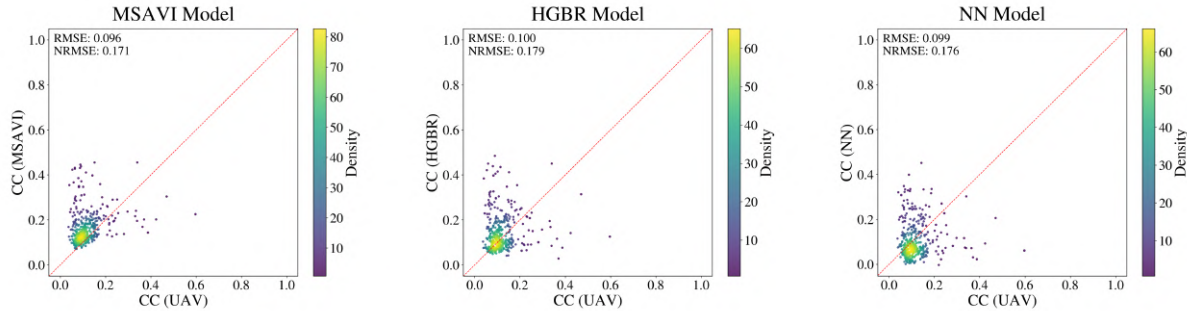 MSAVI Model
RMSE: 0.096
NRMSE: 0.171
1.0
0.8
0.6
0.4
0.2
0.0
CC (MSAVI)
0.0 0.2 0.4 0.6 0.8 1.0
CC (UAV)
80
70
60
50
40
30
20
10
Density
HGBR Model
RMSE: 0.100
NRMSE: 0.179
1.0
0.8
0.6
0.4
0.2
0.0
CC (HGBR)
0.0 0.2 0.4 0.6 0.8 1.0
CC (UAV)
60
50
40
30
20
10
Density
NN Model
RMSE: 0.099
NRMSE: 0.176
1.0
0.8
0.6
0.4
0.2
0.0
CC (NN)
0.0 0.2 0.4 0.6 0.8 1.0
CC (UAV)
60
50
40
30
20
10
Density